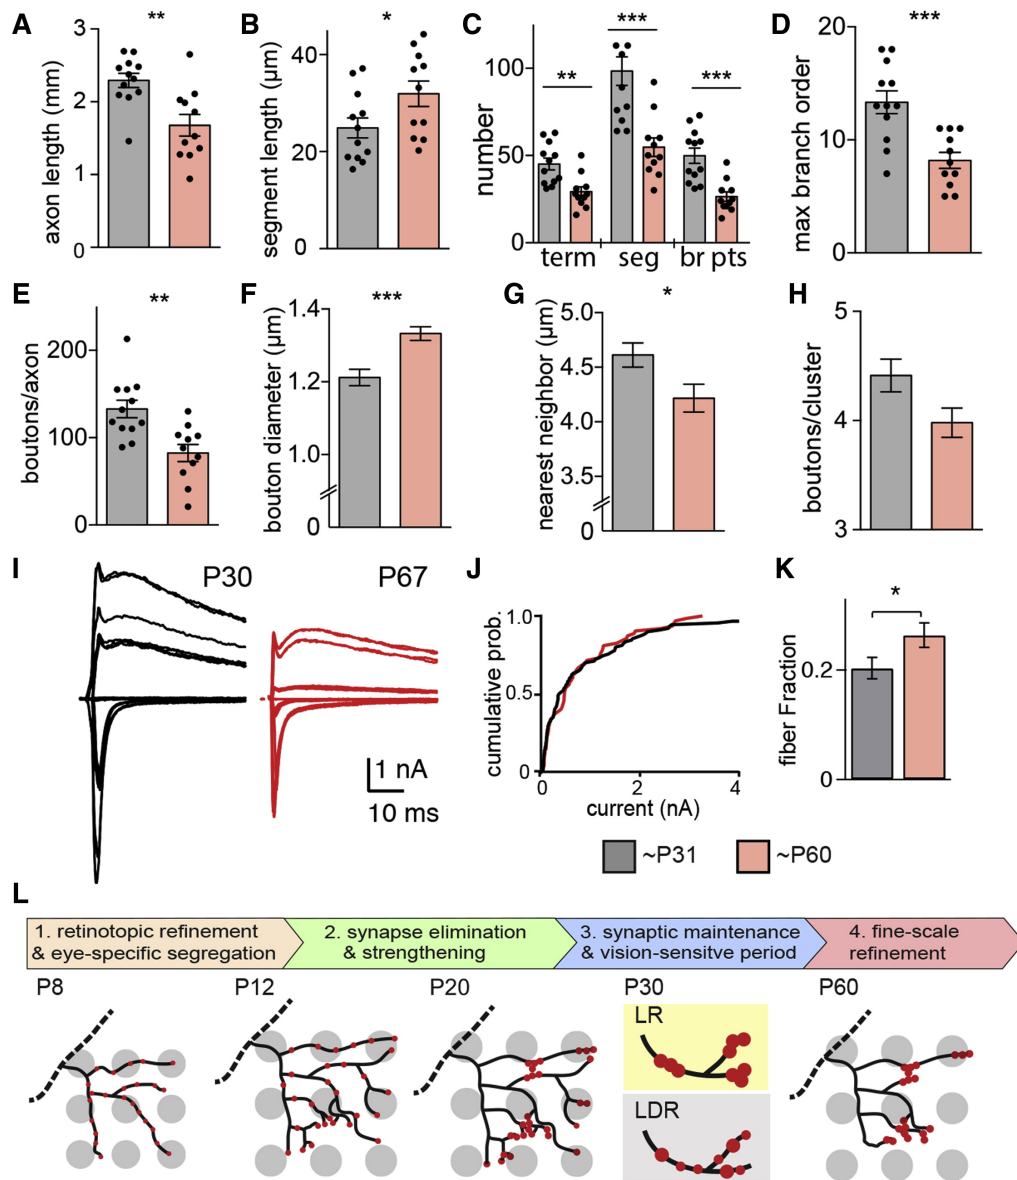 A
**
axon length (mm)
3
2
1
0
B
*
segment length (µm)
40
20
0
C
***
**
***
number
100
50
0
term
seg
br pts
D
***
max branch order
20
10
0
E
**
boutons/axon
200
100
0
F
***
bouton diameter (µm)
1.4
1.2
1.0
0
G
*
nearest neighbor (µm)
5.0
4.5
4.0
3.5
0
H
boutons/cluster
5
4
3
I
P30
P67
1 nA
10 ms
J
cumulative prob.
1.0
0.5
0
0
2
4
current (nA)
K
*
fiber Fraction
0.2
0
~P31
~P60
L
1. retinotopic refinement
& eye-specific segregation
2. synapse elimination
& strengthening
3. synaptic maintenance
& vision-sensitve period
4. fine-scale
refinement
P8
P12
P20
P30
P60
LR
LDR